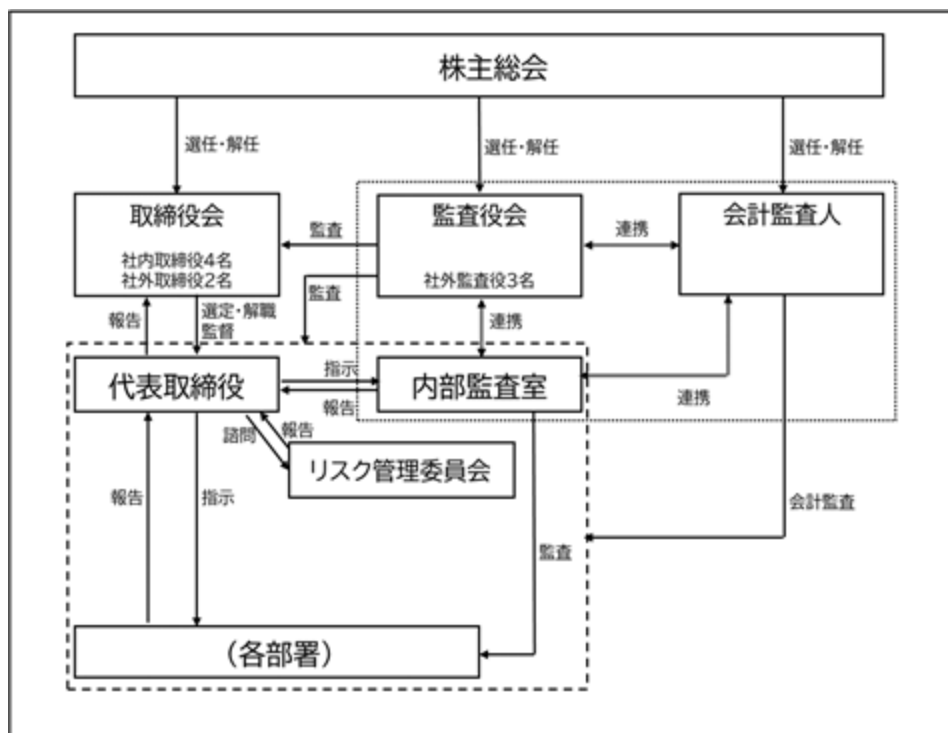 株主総会
選任・解任
選任・解任
選任・解任
取締役会
社内取締役4名
社外取締役2名
監査
監査役会
社外監査役3名
連携
会計監査人
監査
報告
選定・解職
監督
連携
代表取締役
指示
報告
内部監査室
連携
諮問
報告
リスク管理委員会
報告
指示
監査
会計監査
（各部署）